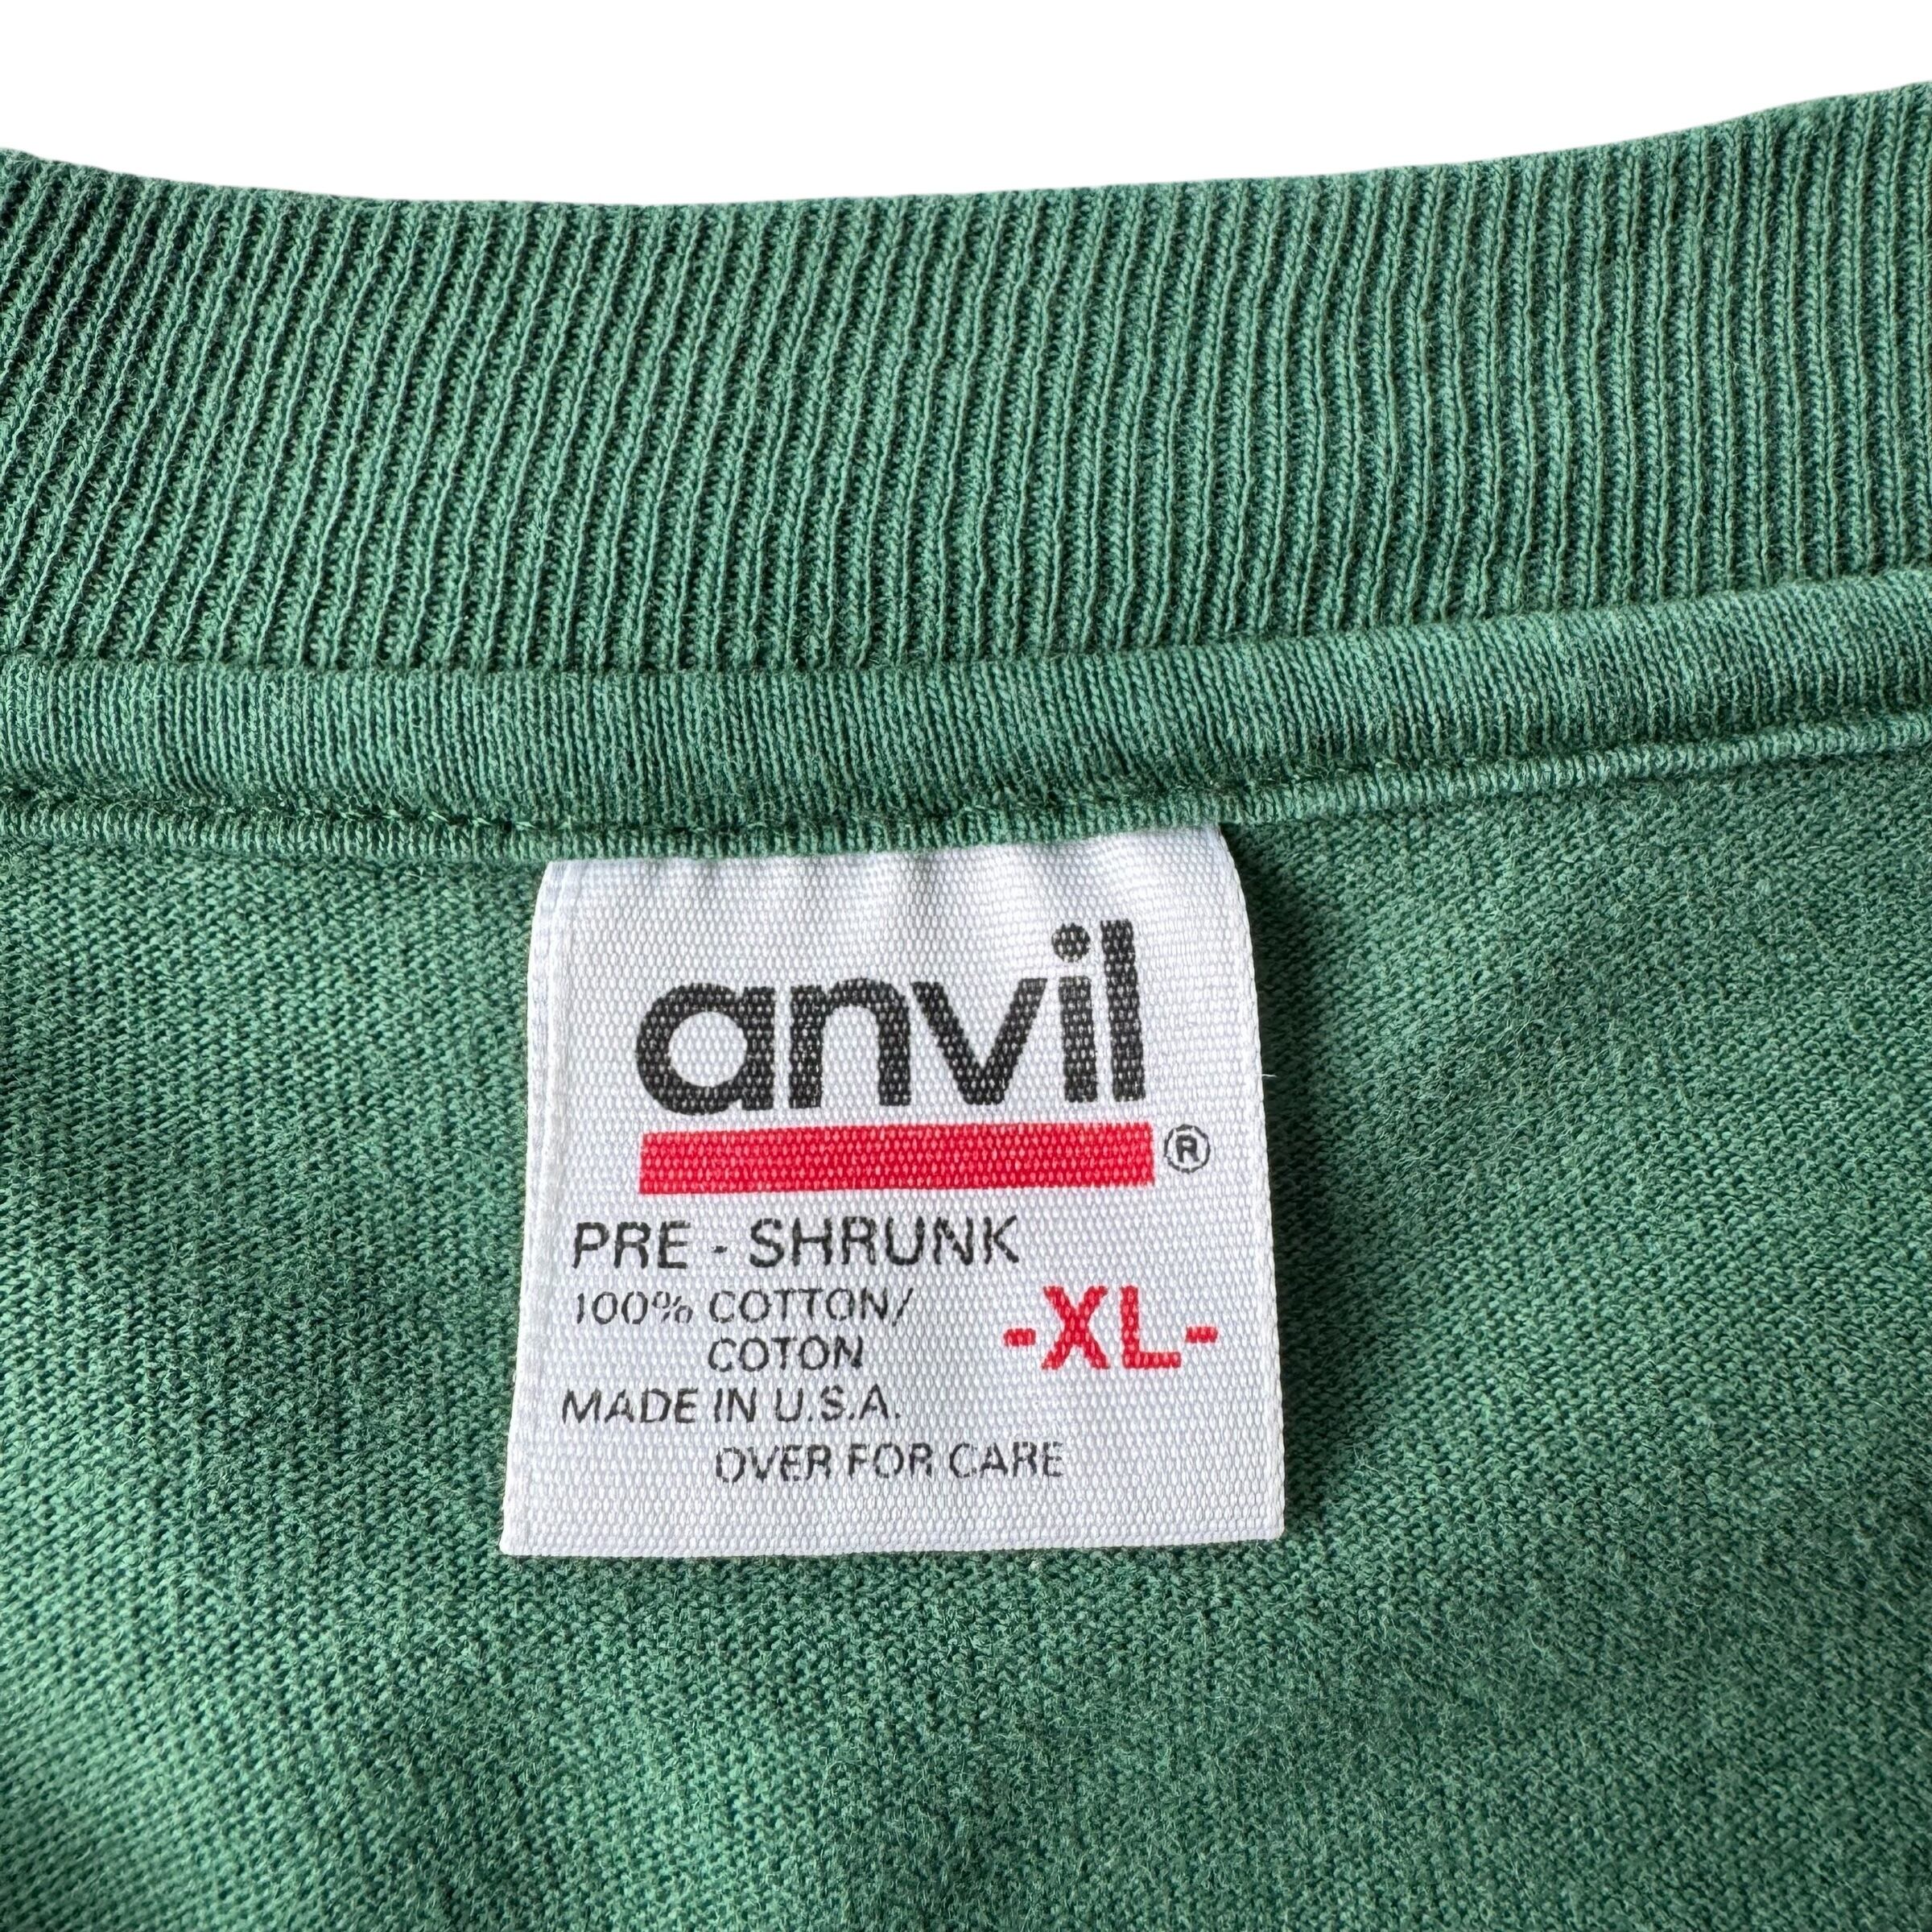 anvil
®
PRE - SHRUNK
100% COTTON/
COTON
-XL-
MADE IN U.S.A.
OVER FOR CARE